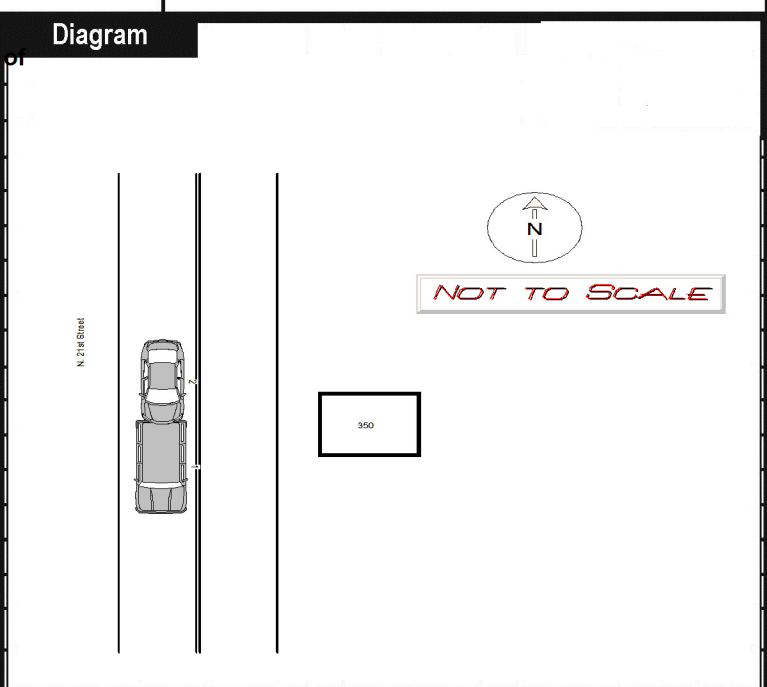 Diagram
of
N
NOT TO SCALE
N. 21st Street
2
350
1